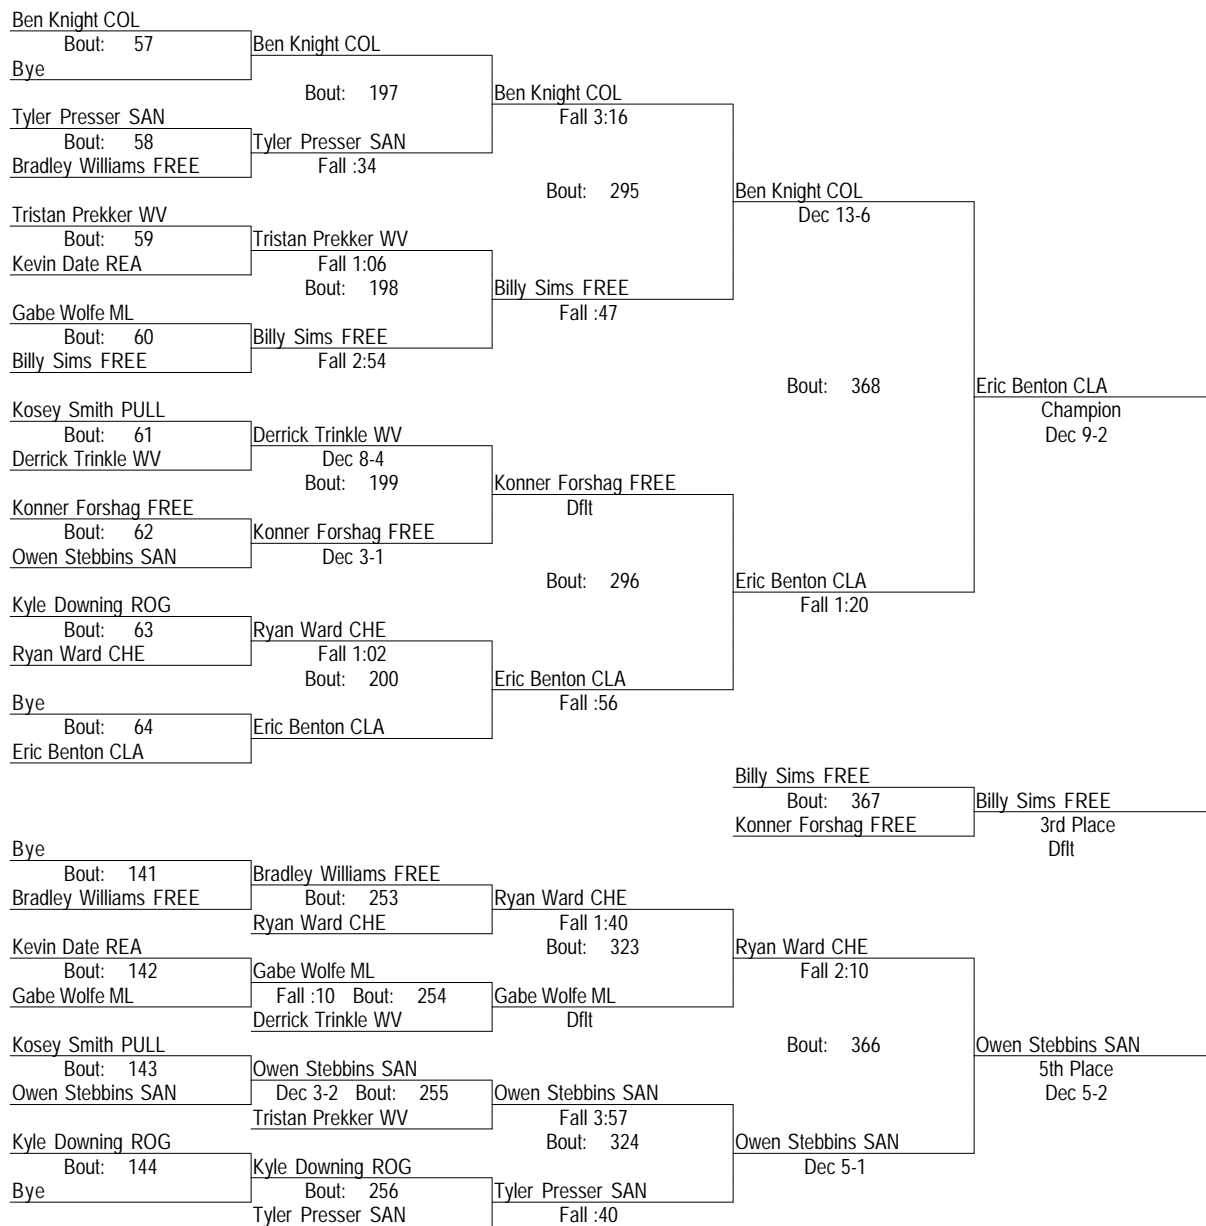 Ben Knight COL
Bout: 57
Ben Knight COL
Bye
Bout: 197
Ben Knight COL
Tyler Presser SAN
Fall 3:16
Bout: 58
Tyler Presser SAN
Bradley Williams FREE
Fall :34
Bout: 295
Ben Knight COL
Tristan Prekker WV
Dec 13-6
Bout: 59
Tristan Prekker WV
Kevin Date REA
Fall 1:06
Bout: 198
Billy Sims FREE
Gabe Wolfe ML
Fall :47
Bout: 60
Billy Sims FREE
Billy Sims FREE
Fall 2:54
Bout: 368
Eric Benton CLA
Kosey Smith PULL
Champion
Bout: 61
Derrick Trinkle WV
Dec 9-2
Derrick Trinkle WV
Dec 8-4
Bout: 199
Konner Forshag FREE
Konner Forshag FREE
Dflt
Bout: 62
Konner Forshag FREE
Owen Stebbins SAN
Dec 3-1
Bout: 296
Eric Benton CLA
Kyle Downing ROG
Fall 1:20
Bout: 63
Ryan Ward CHE
Ryan Ward CHE
Fall 1:02
Bout: 200
Eric Benton CLA
Bye
Fall :56
Bout: 64
Eric Benton CLA
Eric Benton CLA
Billy Sims FREE
Bout: 367
Billy Sims FREE
Konner Forshag FREE
3rd Place
Dflt
Bye
Bout: 141
Bradley Williams FREE
Bradley Williams FREE
Bout: 253
Ryan Ward CHE
Ryan Ward CHE
Fall 1:40
Kevin Date REA
Bout: 323
Ryan Ward CHE
Bout: 142
Gabe Wolfe ML
Fall 2:10
Gabe Wolfe ML
Fall :10 Bout: 254
Gabe Wolfe ML
Derrick Trinkle WV
Dflt
Kosey Smith PULL
Bout: 366
Owen Stebbins SAN
Bout: 143
Owen Stebbins SAN
5th Place
Owen Stebbins SAN
Dec 3-2 Bout: 255
Owen Stebbins SAN
Dec 5-2
Tristan Prekker WV
Fall 3:57
Kyle Downing ROG
Bout: 324
Owen Stebbins SAN
Bout: 144
Kyle Downing ROG
Dec 5-1
Bye
Bout: 256
Tyler Presser SAN
Tyler Presser SAN
Fall :40